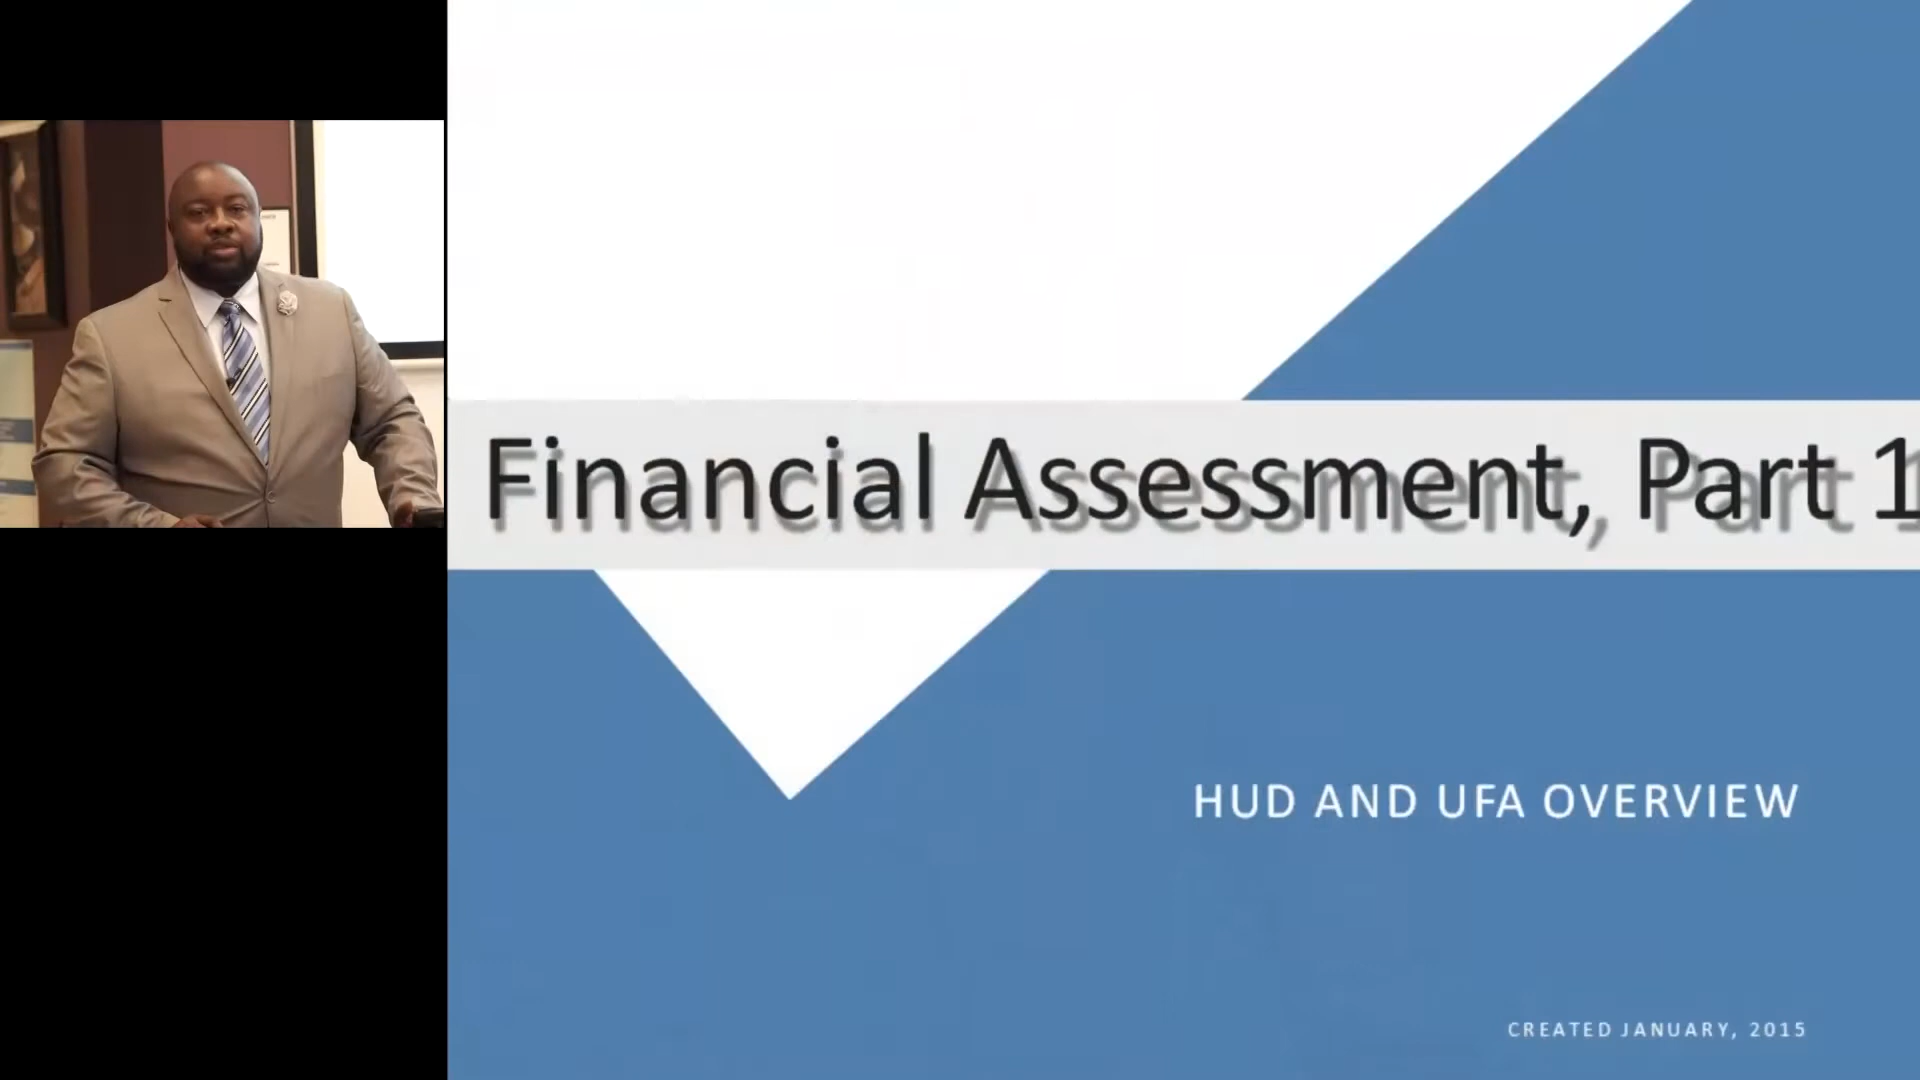 Financial Assessment, Part 1
HUD AND UFA OVERVIEW
CREATED JANUARY, 2015